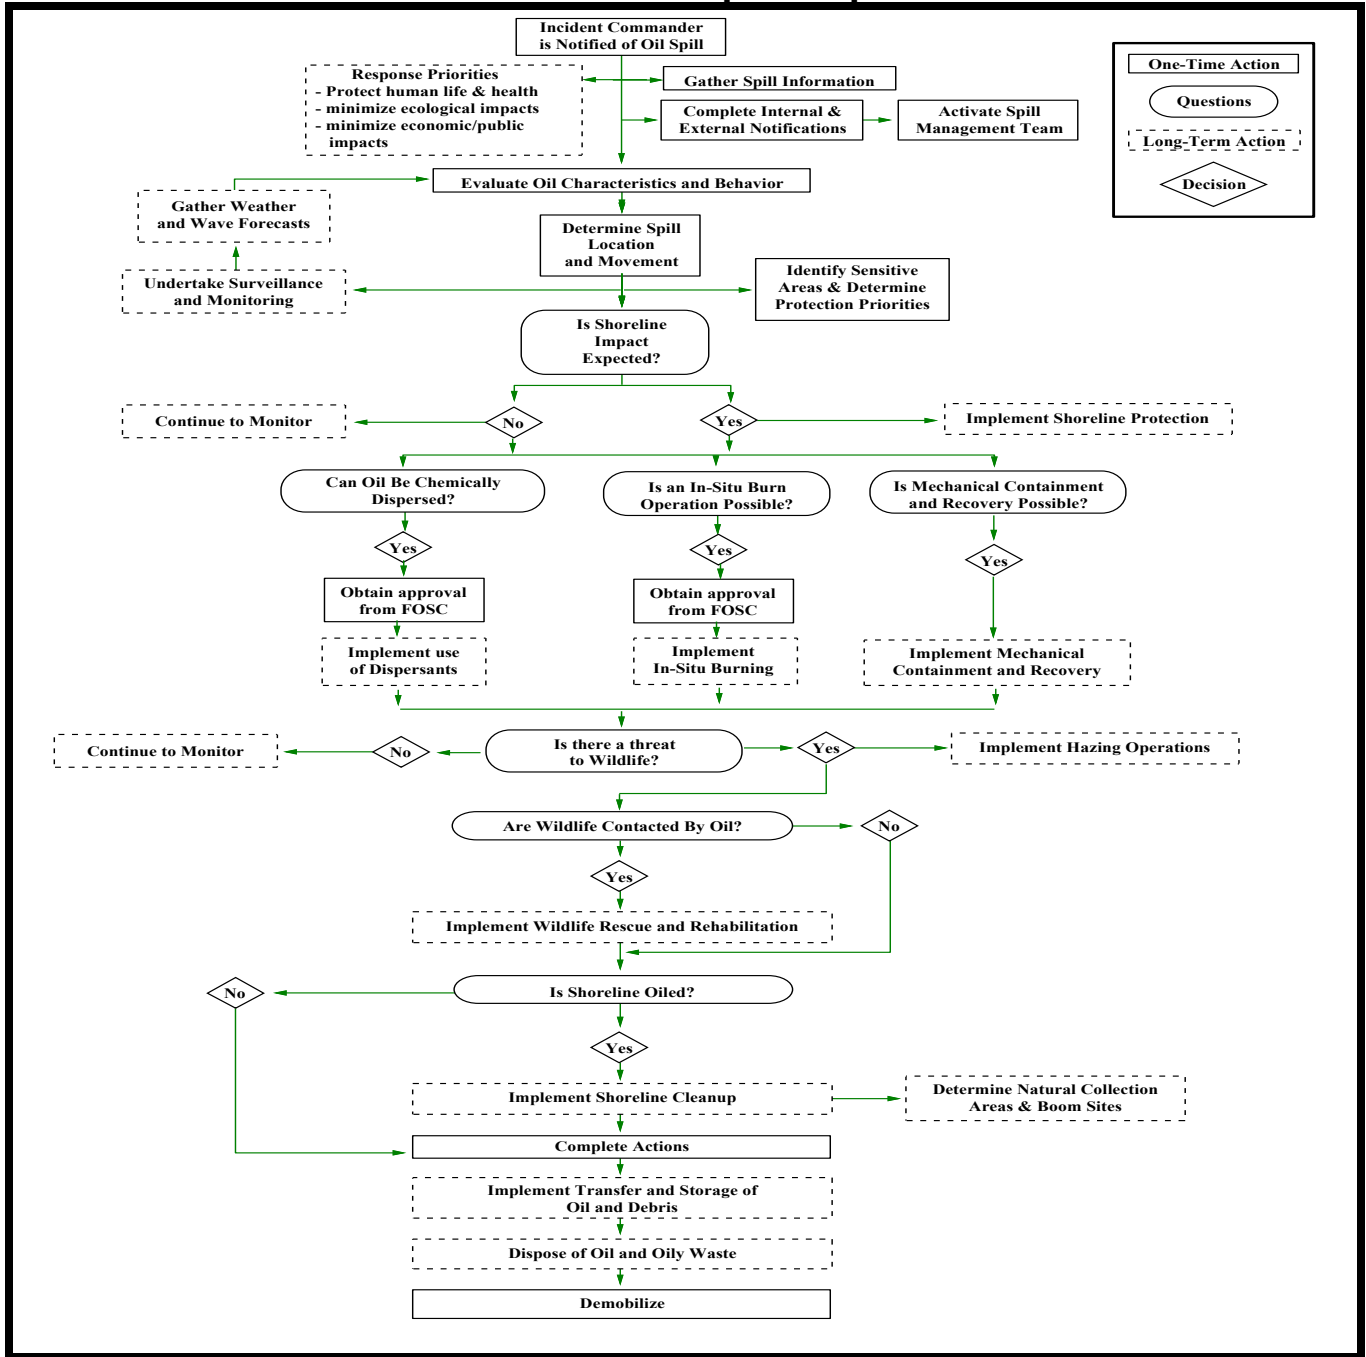 Incident Commander
is Notified of Oil Spill
One-Time Action
Questions
Long-Term Action
Decision
Response Priorities
- Protect human life & health
- minimize ecological impacts
- minimize economic/public
impacts
Gather Spill Information
Complete Internal &
External Notifications
Activate Spill
Management Team
Evaluate Oil Characteristics and Behavior
Gather Weather
and Wave Forecasts
Determine Spill
Location
and Movement
Undertake Surveillance
and Monitoring
Identify Sensitive
Areas & Determine
Protection Priorities
Is Shoreline
Impact
Expected?
Continue to Monitor
No
Yes
Implement Shoreline Protection
Can Oil Be Chemically
Dispersed?
Is an In-Situ Burn
Operation Possible?
Is Mechanical Containment
and Recovery Possible?
Yes
Yes
Yes
Obtain approval
from FOSC
Obtain approval
from FOSC
Implement use
of Dispersants
Implement
In-Situ Burning
Implement Mechanical
Containment and Recovery
Continue to Monitor
No
Is there a threat
to Wildlife?
Yes
Implement Hazing Operations
Are Wildlife Contacted By Oil?
No
Yes
Implement Wildlife Rescue and Rehabilitation
No
Is Shoreline Oiled?
Yes
Implement Shoreline Cleanup
Determine Natural Collection
Areas & Boom Sites
Complete Actions
Implement Transfer and Storage of
Oil and Debris
Dispose of Oil and Oily Waste
Demobilize